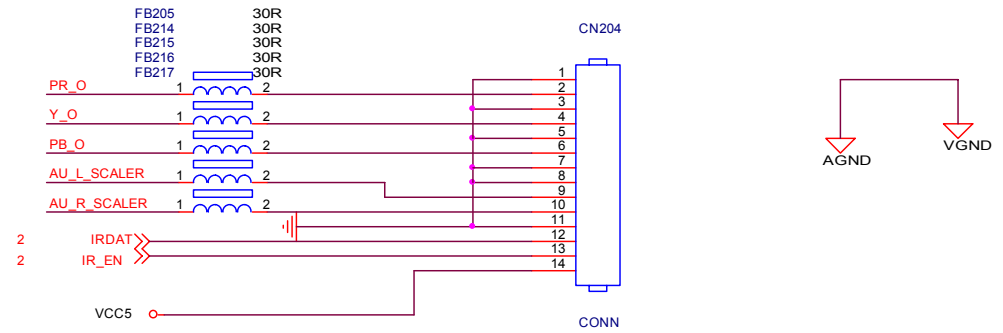 FB205 30R
FB214 30R
FB215 30R
FB216 30R
FB217 30R
CN204
PR_O 1 2 1
2
Y_O 1 2 3
4
PB_O 1 2 5
6
AU_L_SCALER 1 2 7
8
9
AU_R_SCALER 1 2 10
11
2 IRDAT 12
2 IR_EN 13
14
VCC5
CONN
AGND
VGND